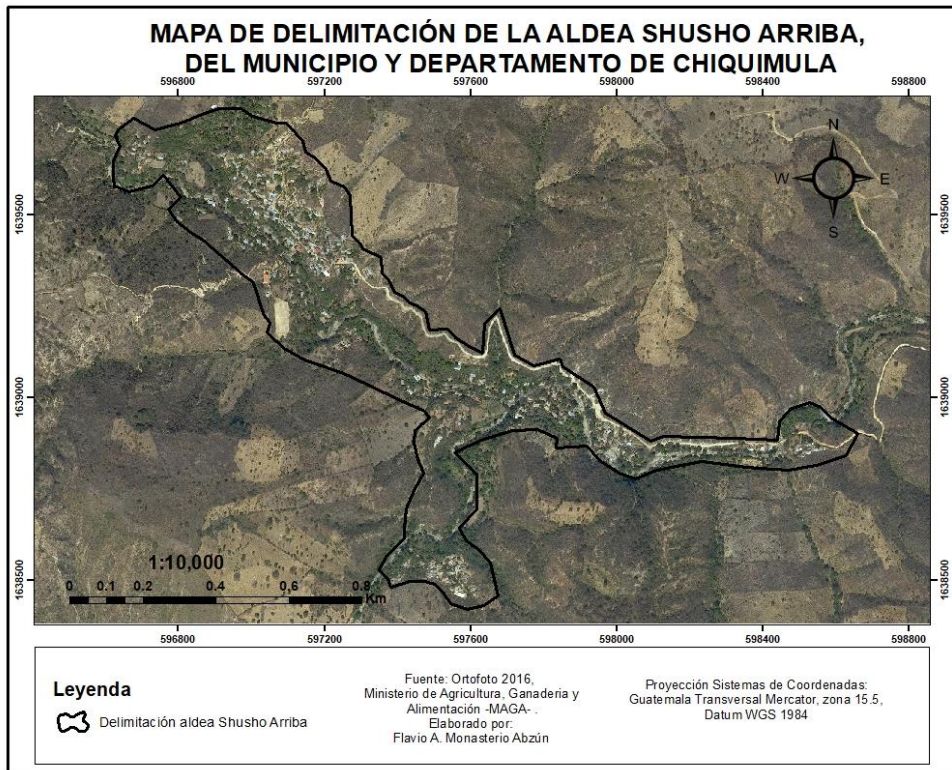 MAPA DE DELIMITACIÓN DE LA ALDEA SHUSHO ARRIBA,
DEL MUNICIPIO Y DEPARTAMENTO DE CHIQUIMULA
596800 597200 597600 598000 598400 598800
N
W E
S
1639500 1639500
1639000 1639000
1638500 1638500
1:10,000
0 0.1 0.2 0.4 0.6 0.8
Km
596800 597200 597600 598000 598400 598800
Leyenda
Delimitación aldea Shusho Arriba
Fuente: Ortofoto 2016,
Ministerio de Agricultura, Ganaderia y
Alimentación -MAGA- .
Elaborado por:
Flavio A. Monasterio Abzún
Proyección Sistemas de Coordenadas:
Guatemala Transversal Mercator, zona 15.5,
Datum WGS 1984